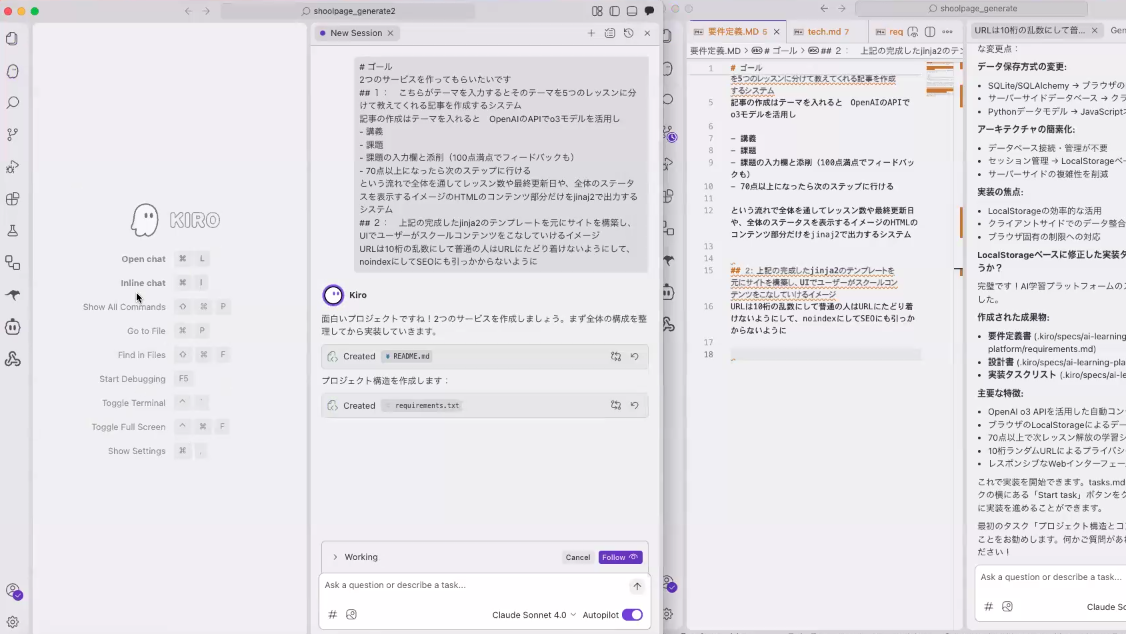 shoolpage_generate2
shoolpage_generate
New Session
# ゴール
2つのサービスを作ってもらいたいです
## １： こちらがテーマを入力するとそのテーマを5つのレッスンに分
けて教えてくれる記事を作成するシステム
記事の作成はテーマを入れると　OpenAIのAPIでo3モデルを活用し
- 講義
- 課題
- 課題の入力欄と添削（100点満点でフィードバックも）
- 70点以上になったら次のステップに行ける
という流れで全体を通してレッスン数や最終更新日や、全体のステータ
スを表示するイメージのHTMLのコンテンツ部分だけをjinaj2で出力する
システム
## ２： 上記の完成したjinja2のテンプレートを元にサイトを構築し、
UIでユーザーがスクールコンテンツをこなしていけるイメージ
URLは10桁の乱数にして普通の人はURLにたどり着けないようにして、
noindexにしてSEOにも引っかからないように
KIRO
Open chat ⌘ L
Inline chat ⌘ I
Show All Commands ⇧ ⌘ P
Go to File ⌘ P
Find in Files ⇧ ⌘ F
Start Debugging F5
Toggle Terminal ^ `
Toggle Full Screen ^ ⌘ F
Show Settings ⌘ ,
Kiro
面白いプロジェクトですね！2つのサービスを作成しましょう。まず全体の構成を整
理してから実装していきます。
Created README.md
プロジェクト構造を作成します：
Created requirements.txt
Working Cancel Follow
Ask a question or describe a task...
# Claude Sonnet 4.0 Autopilot
要件定義.MD 5
tech.md 7
req
要件定義.MD > # ゴール > ## ２： 上記の完成したjinja2のテン
1 # ゴール
を5つのレッスンに分けて教えてくれる記事を作成
するシステム
5 記事の作成はテーマを入れると　OpenAIのAPIで
o3モデルを活用し
6
7 - 講義
8 - 課題
9 - 課題の入力欄と添削（100点満点でフィードバッ
クも）
10 - 70点以上になったら次のステップに行ける
11
12 という流れで全体を通してレッスン数や最終更新日
や、全体のステータスを表示するイメージのHTMLの
コンテンツ部分だけをjinaj2で出力するシステム
13
14
15 ## ２： 上記の完成したjinja2のテンプレートを
元にサイトを構築し、UIでユーザーがスクールコン
テンツをこなしていけるイメージ
16 URLは10桁の乱数にして普通の人はURLにたどり着
けないようにして、noindexにしてSEOにも引っか
からないように
17
18
URLは10桁の乱数にして普...
Gen
な変更点：
データ保存方式の変更:
• SQLite/SQLAlchemy → ブラウザの
• サーバーサイドデータベース → ク
• Pythonデータモデル → JavaScript
アーキテクチャの簡素化:
• データベース接続・管理が不要
• セッション管理 → LocalStorageベ
• サーバーサイドの複雑性を削減
実装の焦点:
• LocalStorageの効率的な活用
• クライアントサイドでのデータ整合
• ブラウザ固有の制限への対応
LocalStorageベースに修正した実装タ
うか？
完璧です！AI学習プラットフォームの
した。
作成された成果物:
• 要件定義書 (.kiro/specs/ai-learning
platform/requirements.md)
• 設計書 (.kiro/specs/ai-learning-pla
• 実装タスクリスト (.kiro/specs/ai-le
主要な特徴:
• OpenAI o3 APIを活用した自動コン
• ブラウザのLocalStorageによるデー
• 70点以上で次レッスン解放の学習シ
• 10桁ランダムURLによるプライバシ
• レスポンシブなWebインターフェー
これで実装を開始できます。tasks.md
クの横にある「Start task」ボタンをク
に実装を進めることができます。
最初のタスク「プロジェクト構造とコ
ことをお勧めします。何かご質問があれ
ださい！
Ask a question or describe a task...
# Claude So